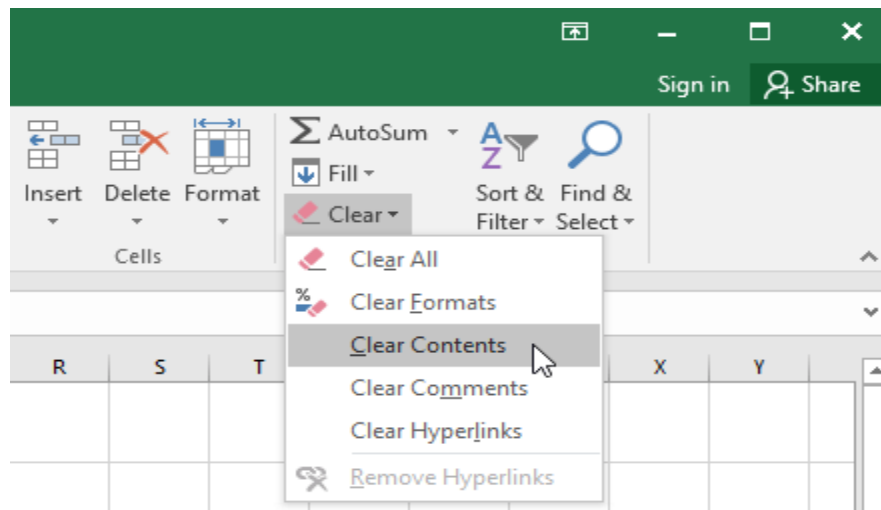 Sign in Share
AutoSum
Fill
Clear
Insert Delete Format
Sort & Filter
Find & Select
Cells
Clear All
Clear Formats
Clear Contents
Clear Comments
Clear Hyperlinks
Remove Hyperlinks
R S T X Y